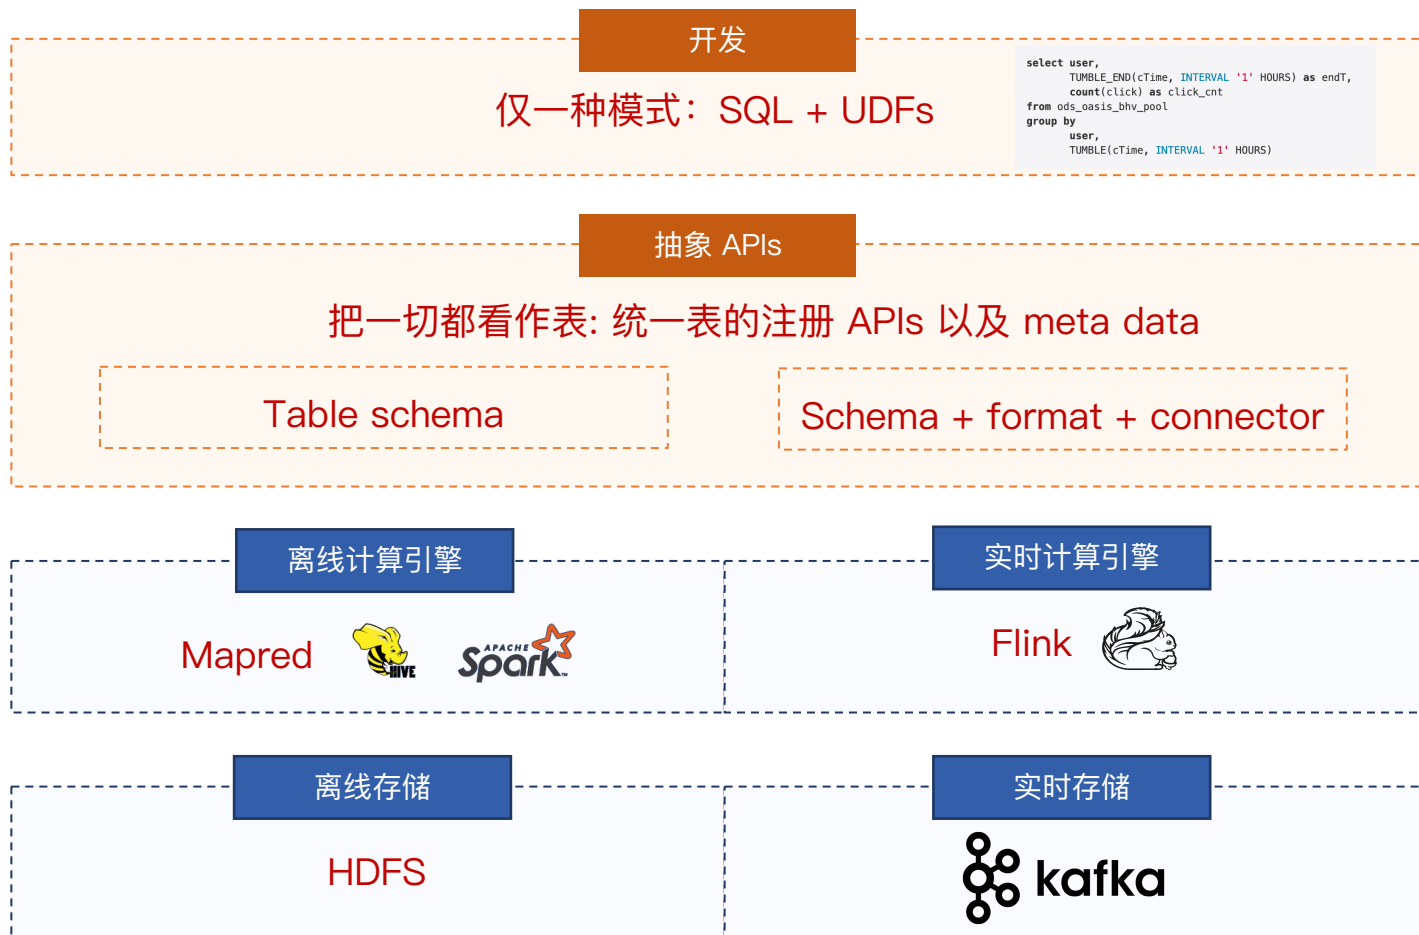 开发
仅一种模式：SQL + UDFs
select user,
TUMBLE_END(cTime, INTERVAL '1' HOURS) as endT,
count(click) as click_cnt
from ods_oasis_bhv_pool
group by
user,
TUMBLE(cTime, INTERVAL '1' HOURS)
抽象 APIs
把一切都看作表: 统一表的注册 APIs 以及 meta data
Table schema
Schema + format + connector
离线计算引擎
Mapred
HIVE
APACHE
Spark™
实时计算引擎
Flink
离线存储
HDFS
实时存储
kafka